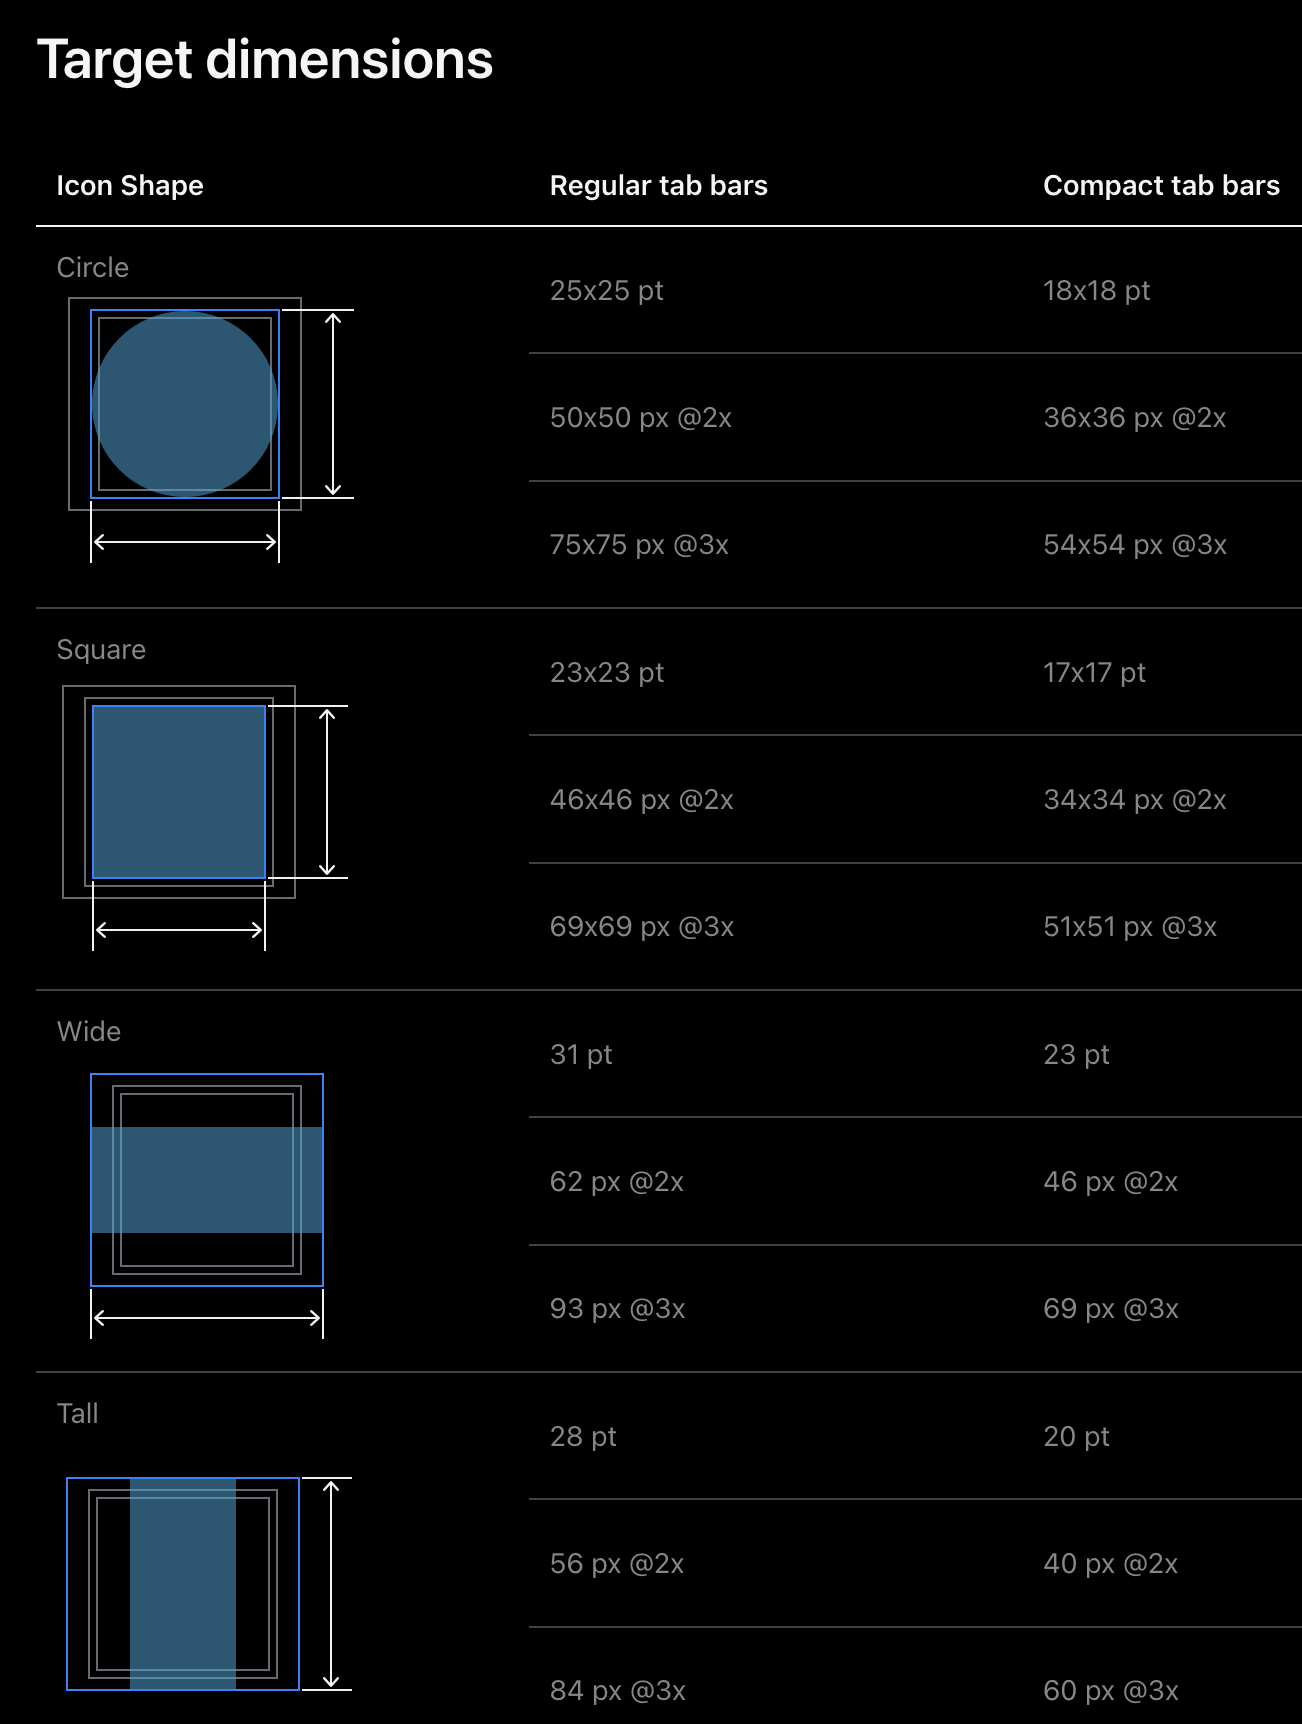 Target dimensions
Icon Shape Regular tab bars Compact tab bars
Circle
25x25 pt 18x18 pt
50x50 px @2x 36x36 px @2x
75x75 px @3x 54x54 px @3x
Square
23x23 pt 17x17 pt
46x46 px @2x 34x34 px @2x
69x69 px @3x 51x51 px @3x
Wide
31 pt 23 pt
62 px @2x 46 px @2x
93 px @3x 69 px @3x
Tall
28 pt 20 pt
56 px @2x 40 px @2x
84 px @3x 60 px @3x